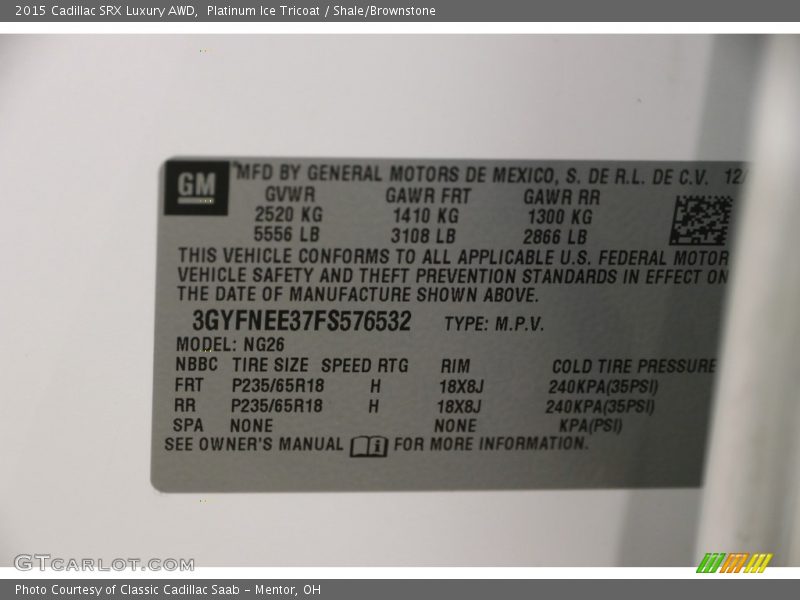 2015 Cadillac SRX Luxury AWD, Platinum Ice Tricoat / Shale/Brownstone
GM MFD BY GENERAL MOTORS DE MEXICO, S. DE R.L. DE C.V. 12/
GVWR GAWR FRT GAWR RR
2520 KG 1410 KG 1300 KG
5556 LB 3108 LB 2866 LB
THIS VEHICLE CONFORMS TO ALL APPLICABLE U.S. FEDERAL MOTOR
VEHICLE SAFETY AND THEFT PREVENTION STANDARDS IN EFFECT ON
THE DATE OF MANUFACTURE SHOWN ABOVE.
3GYFNEE37FS576532 TYPE: M.P.V.
MODEL: NG26
NBBC TIRE SIZE SPEED RTG RIM COLD TIRE PRESSURE
FRT P235/65R18 H 18X8J 240KPA(35PSI)
RR P235/65R18 H 18X8J 240KPA(35PSI)
SPA NONE NONE KPA(PSI)
SEE OWNER'S MANUAL FOR MORE INFORMATION.
GTCARLOT.COM
Photo Courtesy of Classic Cadillac Saab - Mentor, OH